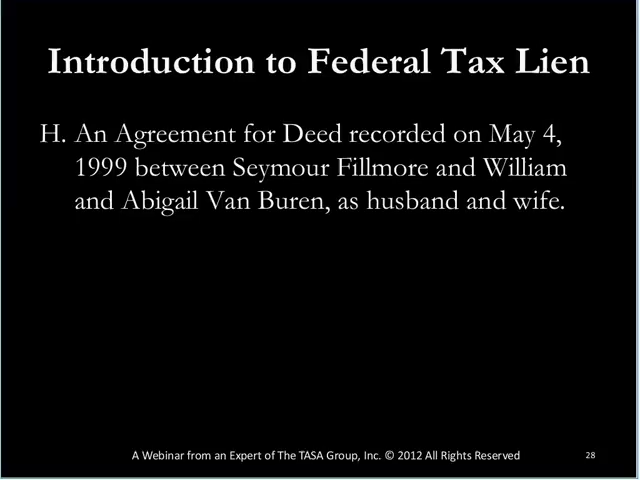 Introduction to Federal Tax Lien
H. An Agreement for Deed recorded on May 4,
1999 between Seymour Fillmore and William
and Abigail Van Buren, as husband and wife.
A Webinar from an Expert of The TASA Group, Inc. © 2012 All Rights Reserved
28